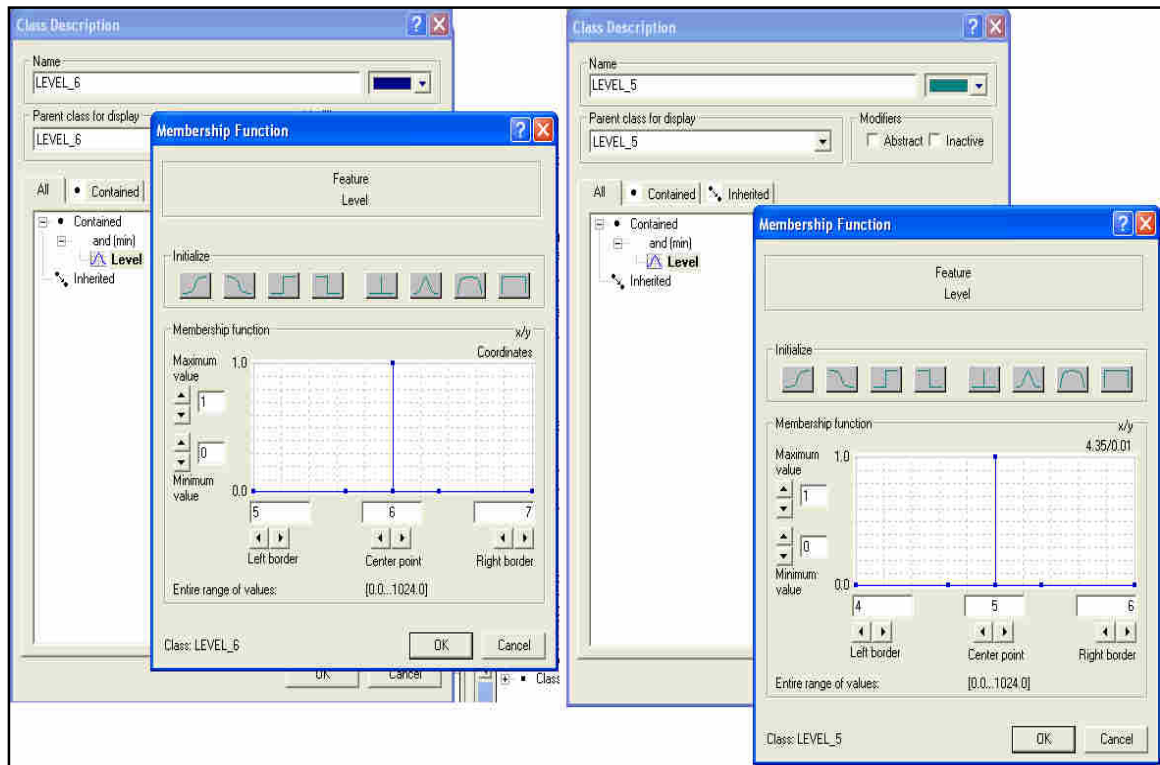 Class Description
Name
LEVEL_6
Parent class for display
LEVEL_6
All
Contained
Contained
and (min)
Level
Inherited
Membership Function
Feature
Level
Initialize
Membership function
x/y
Coordinates
Maximum value
1.0
1
0
Minimum value
0.0
5
6
7
Left border
Center point
Right border
Entire range of values:
[0.0...1024.0]
Class: LEVEL_6
OK
Cancel
OK
Cancel
Class
Class Description
Name
LEVEL_5
Parent class for display
LEVEL_5
Modifiers
Abstract
Inactive
All
Contained
Inherited
Contained
and (min)
Level
Inherited
Membership Function
Feature
Level
Initialize
Membership function
x/y
4.35/0.01
Maximum value
1.0
1
0
Minimum value
0.0
4
5
6
Left border
Center point
Right border
Entire range of values:
[0.0...1024.0]
Class: LEVEL_5
OK
Cancel